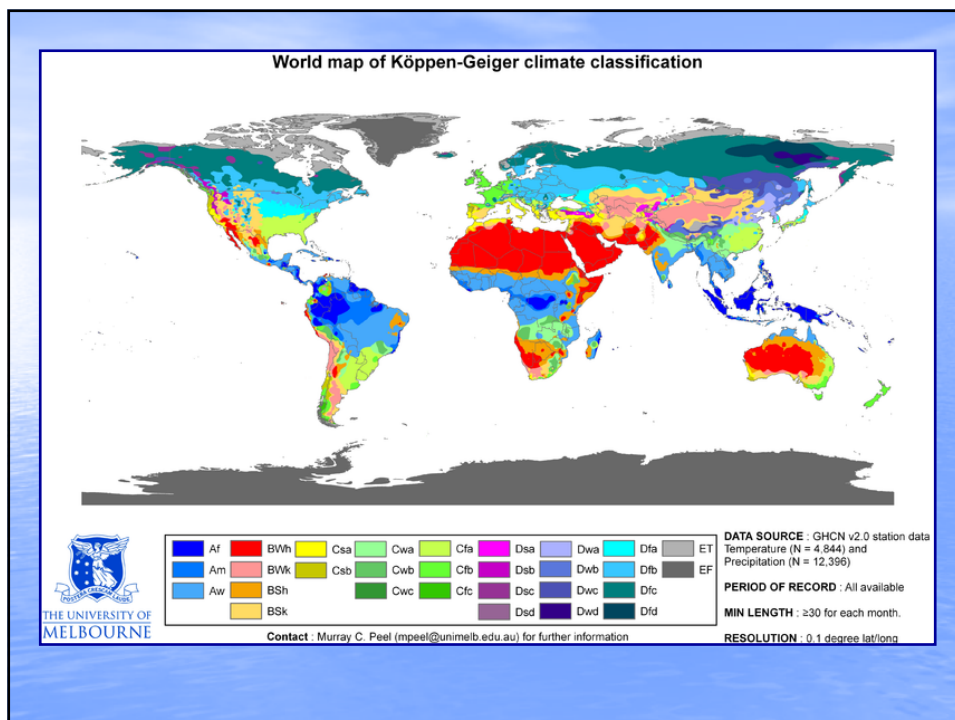 World map of Köppen-Geiger climate classification
Af BWh Csa Cwa Cfa Dsa Dwa Dfa ET
Am BWk Csb Cwb Cfb Dsb Dwb Dfb EF
Aw BSh Cwc Cfc Dsc Dwc Dfc
BSk Dsd Dwd Dfd
DATA SOURCE : GHCN v2.0 station data
Temperature (N = 4,844) and
Precipitation (N = 12,396)
PERIOD OF RECORD : All available
MIN LENGTH : ≥30 for each month.
RESOLUTION : 0.1 degree lat/long
POSTERA CRESCAM LAUDE
THE UNIVERSITY OF
MELBOURNE
Contact : Murray C. Peel (mpeel@unimelb.edu.au) for further information